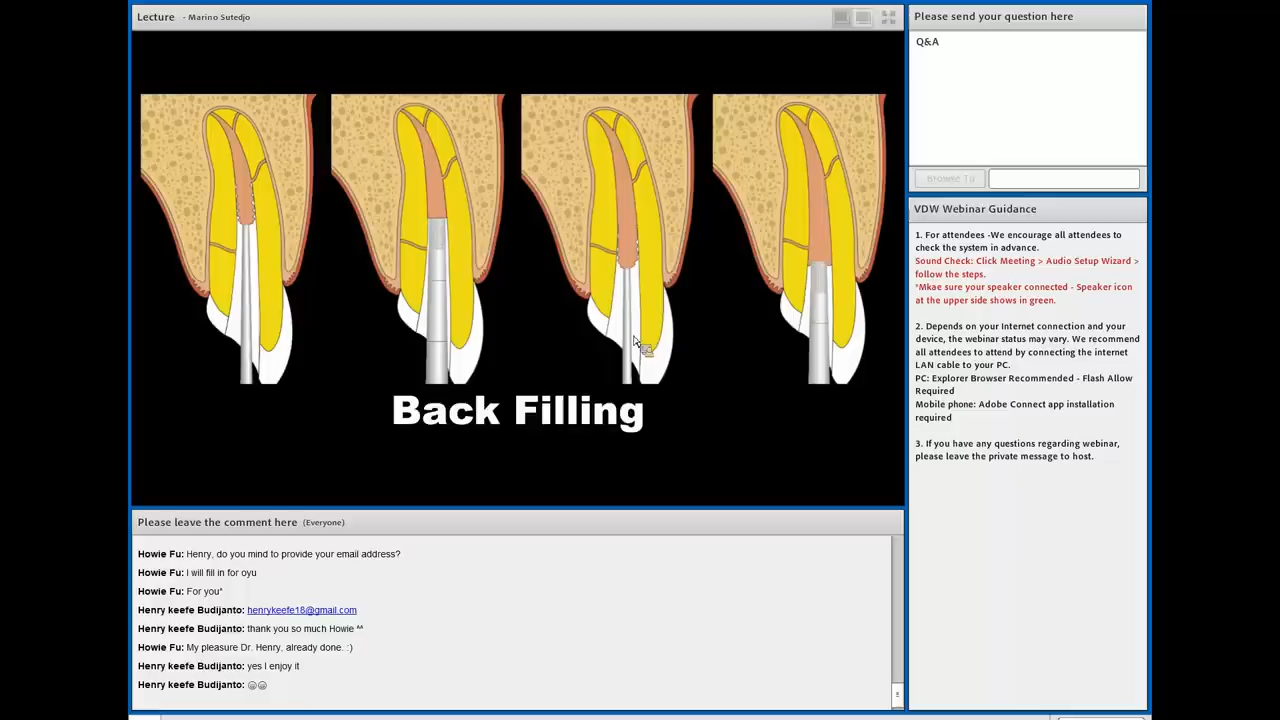 Lecture - Marino Sutedjo
Back Filling
Please leave the comment here (Everyone)
Howie Fu: Henry, do you mind to provide your email address?
Howie Fu: I will fill in for oyu
Howie Fu: For you*
Henry keefe Budijanto: henrykeefe18@gmail.com
Henry keefe Budijanto: thank you so much Howie ^^
Howie Fu: My pleasure Dr. Henry, already done. :)
Henry keefe Budijanto: yes I enjoy it
Henry keefe Budijanto: 😄😄
Please send your question here
Q&A
Browse To
VDW Webinar Guidance
1. For attendees -We encourage all attendees to
check the system in advance.
Sound Check: Click Meeting > Audio Setup Wizard >
follow the steps.
*Mkae sure your speaker connected - Speaker icon
at the upper side shows in green.
2. Depends on your Internet connection and your
device, the webinar status may vary. We recommend
all attendees to attend by connecting the internet
LAN cable to your PC.
PC: Explorer Browser Recommended - Flash Allow
Required
Mobile phone: Adobe Connect app installation
required
3. If you have any questions regarding webinar,
please leave the private message to host.